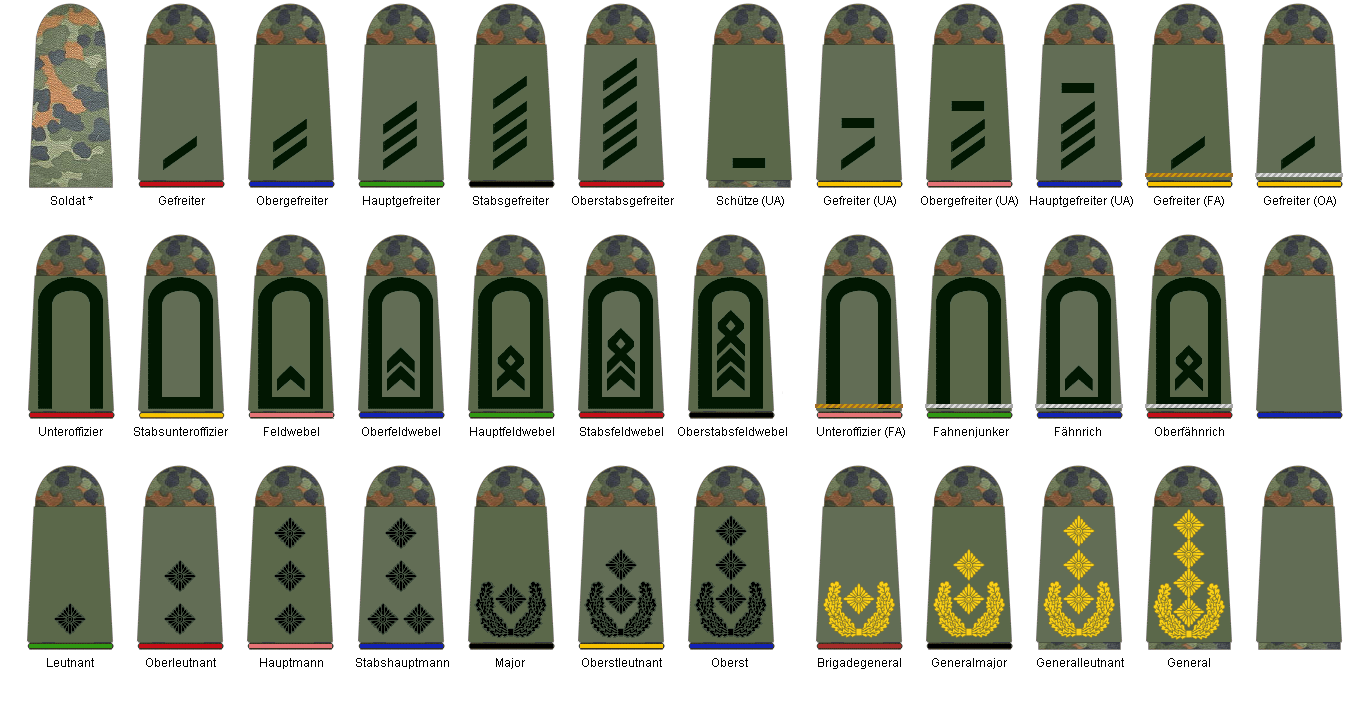 Soldat *
Gefreiter
Obergefreiter
Hauptgefreiter
Stabsgefreiter
Oberstabsgefreiter
Schütze (UA)
Gefreiter (UA)
Obergefreiter (UA)
Hauptgefreiter (UA)
Gefreiter (FA)
Gefreiter (OA)
Unteroffizier
Stabsunteroffizier
Feldwebel
Oberfeldwebel
Hauptfeldwebel
Stabsfeldwebel
Oberstabsfeldwebel
Unteroffizier (FA)
Fahnenjunker
Fähnrich
Oberfähnrich
Leutnant
Oberleutnant
Hauptmann
Stabshauptmann
Major
Oberstleutnant
Oberst
Brigadegeneral
Generalmajor
Generalleutnant
General